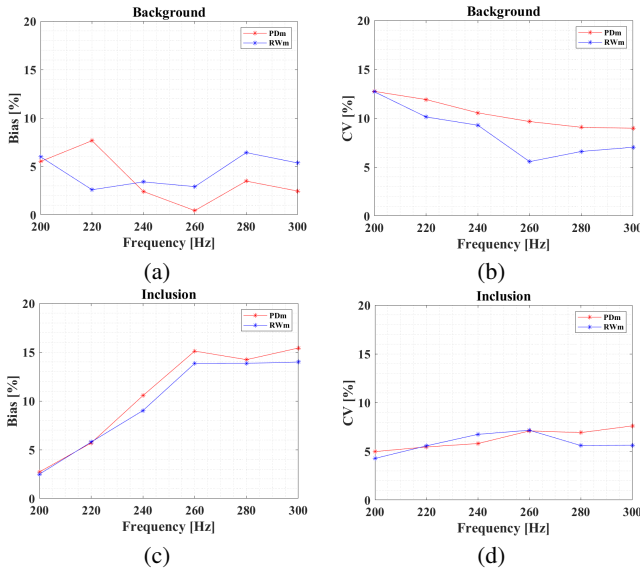 Background
20
15
10
5
0
Bias [%]
PDm
RWm
200 220 240 260 280 300
Frequency [Hz]
(a)
Background
20
15
10
5
0
CV [%]
PDm
RWm
200 220 240 260 280 300
Frequency [Hz]
(b)
Inclusion
20
15
10
5
0
Bias [%]
PDm
RWm
200 220 240 260 280 300
Frequency [Hz]
(c)
Inclusion
20
15
10
5
0
CV [%]
PDm
RWm
200 220 240 260 280 300
Frequency [Hz]
(d)